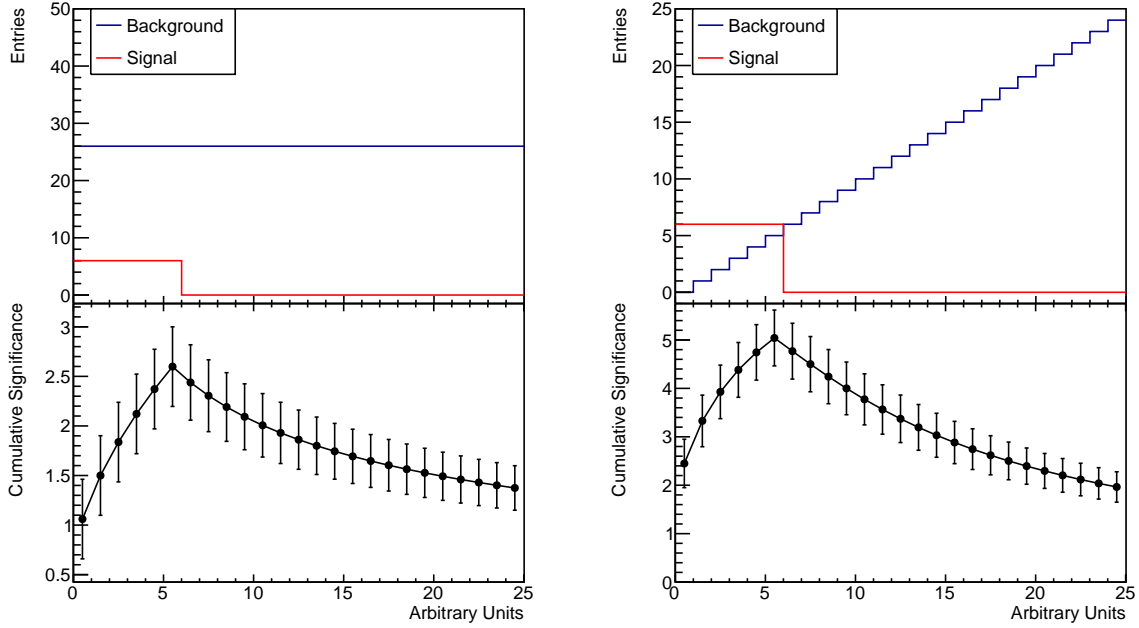 Entries
50
40
30
20
10
0
Background
Signal
Cumulative Significance
3
2.5
2
1.5
1
0.5
0 5 10 15 20 25
Arbitrary Units
Entries
25
20
15
10
5
0
Background
Signal
Cumulative Significance
5
4
3
2
1
0
0 5 10 15 20 25
Arbitrary Units